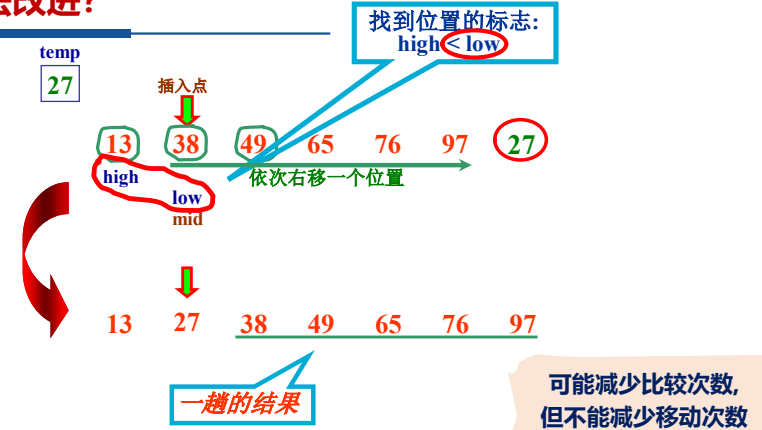 法改进?
找到位置的标志:
high < low
temp
27
插入点
13 38 49 65 76 97 27
high
依次右移一个位置
low
mid
13 27 38 49 65 76 97
一趟的结果
可能减少比较次数,
但不能减少移动次数